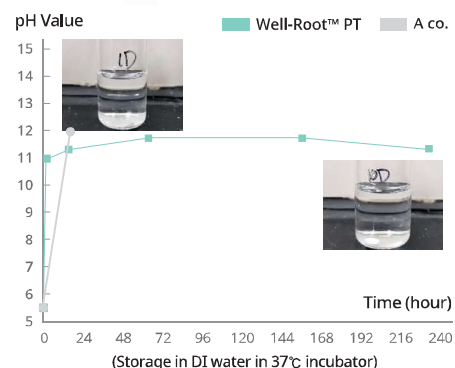 pH Value
Well-Root™ PT
A co.
15
14
13
12
11
10
9
8
7
6
5
1D
10D
Time (hour)
0 24 48 72 96 120 144 168 192 216 240
(Storage in DI water in 37℃ incubator)